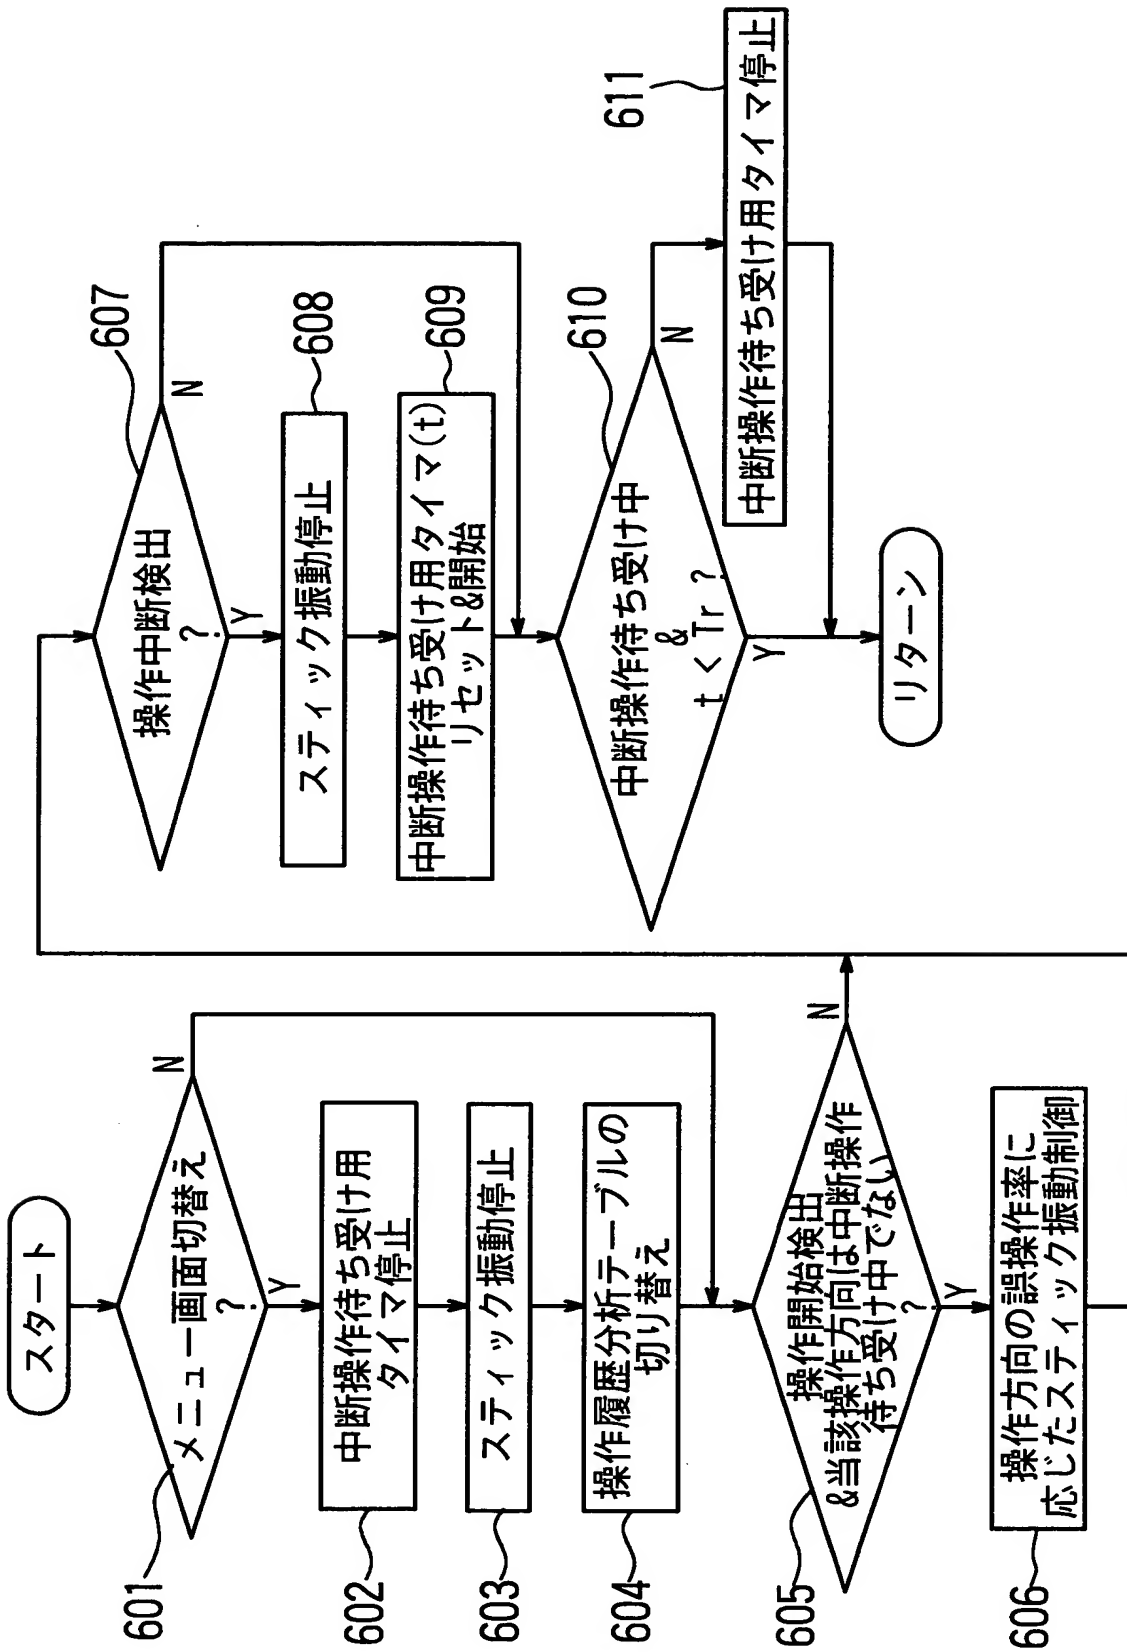 スタート
601
メニュー画面切替え
?
N
Y
602
中断操作待ち受け用
タイマ停止
603
スティック振動停止
604
操作履歴分析テーブルの
切り替え
605
操作開始検出
&当該操作方向は中断操作
待ち受け中でない
?
N
Y
606
操作方向の誤操作率に
応じたスティック振動制御
607
操作中断検出
?
N
Y
608
スティック振動停止
609
中断操作待ち受け用タイマ(t)
リセット&開始
610
中断操作待ち受け中
&
t < Tr ?
N
Y
611
中断操作待ち受け用タイマ停止
リターン